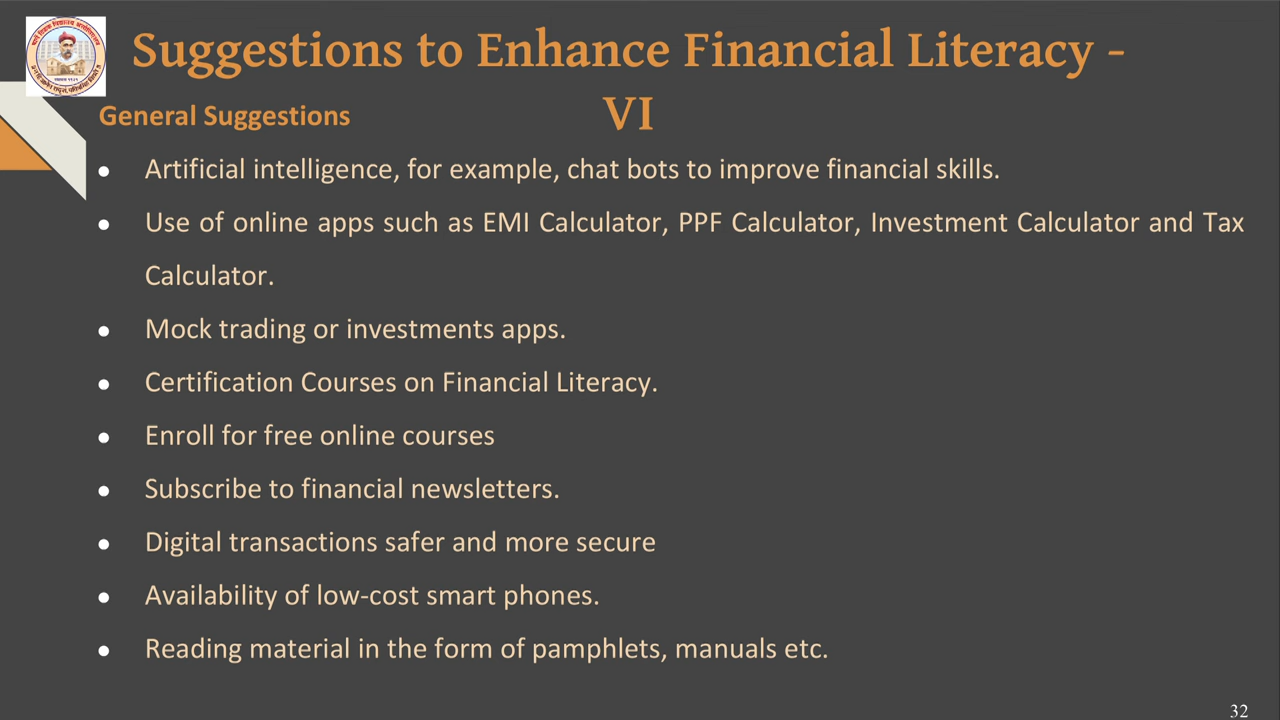 Suggestions to Enhance Financial Literacy -
VI
General Suggestions
● Artificial intelligence, for example, chat bots to improve financial skills.
● Use of online apps such as EMI Calculator, PPF Calculator, Investment Calculator and Tax
Calculator.
● Mock trading or investments apps.
● Certification Courses on Financial Literacy.
● Enroll for free online courses
● Subscribe to financial newsletters.
● Digital transactions safer and more secure
● Availability of low-cost smart phones.
● Reading material in the form of pamphlets, manuals etc.
32